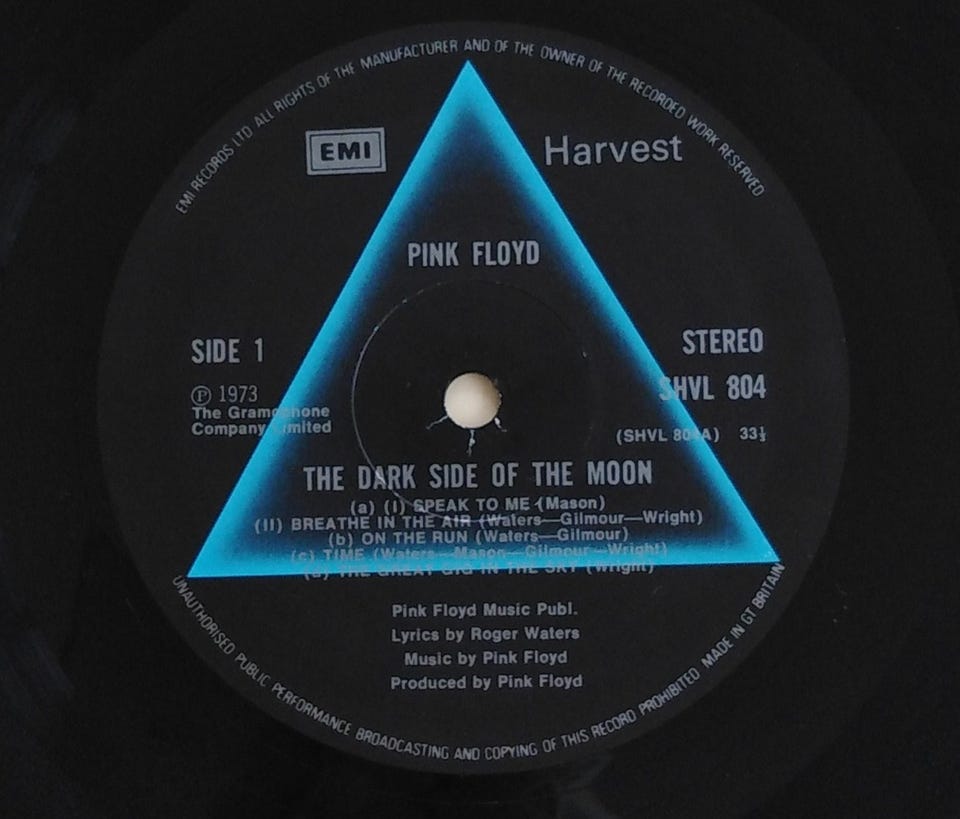 EMI RECORDS LTD ALL RIGHTS OF THE MANUFACTURER AND OF THE OWNER OF THE RECORDED WORK RESERVED
EMI
Harvest
PINK FLOYD
SIDE 1
STEREO
Ⓟ 1973
SHVL 804
The Gramophone
Company Limited
(SHVL 804A) 33⅓
THE DARK SIDE OF THE MOON
(a) (I) SPEAK TO ME (Mason)
(II) BREATHE IN THE AIR (Waters—Gilmour—Wright)
(b) ON THE RUN (Waters—Gilmour)
(c) TIME (Waters—Mason—Gilmour—Wright)
(d) THE GREAT GIG IN THE SKY (Wright)
Pink Floyd Music Publ.
Lyrics by Roger Waters
Music by Pink Floyd
Produced by Pink Floyd
UNAUTHORISED PUBLIC PERFORMANCE BROADCASTING AND COPYING OF THIS RECORD PROHIBITED MADE IN GT BRITAIN